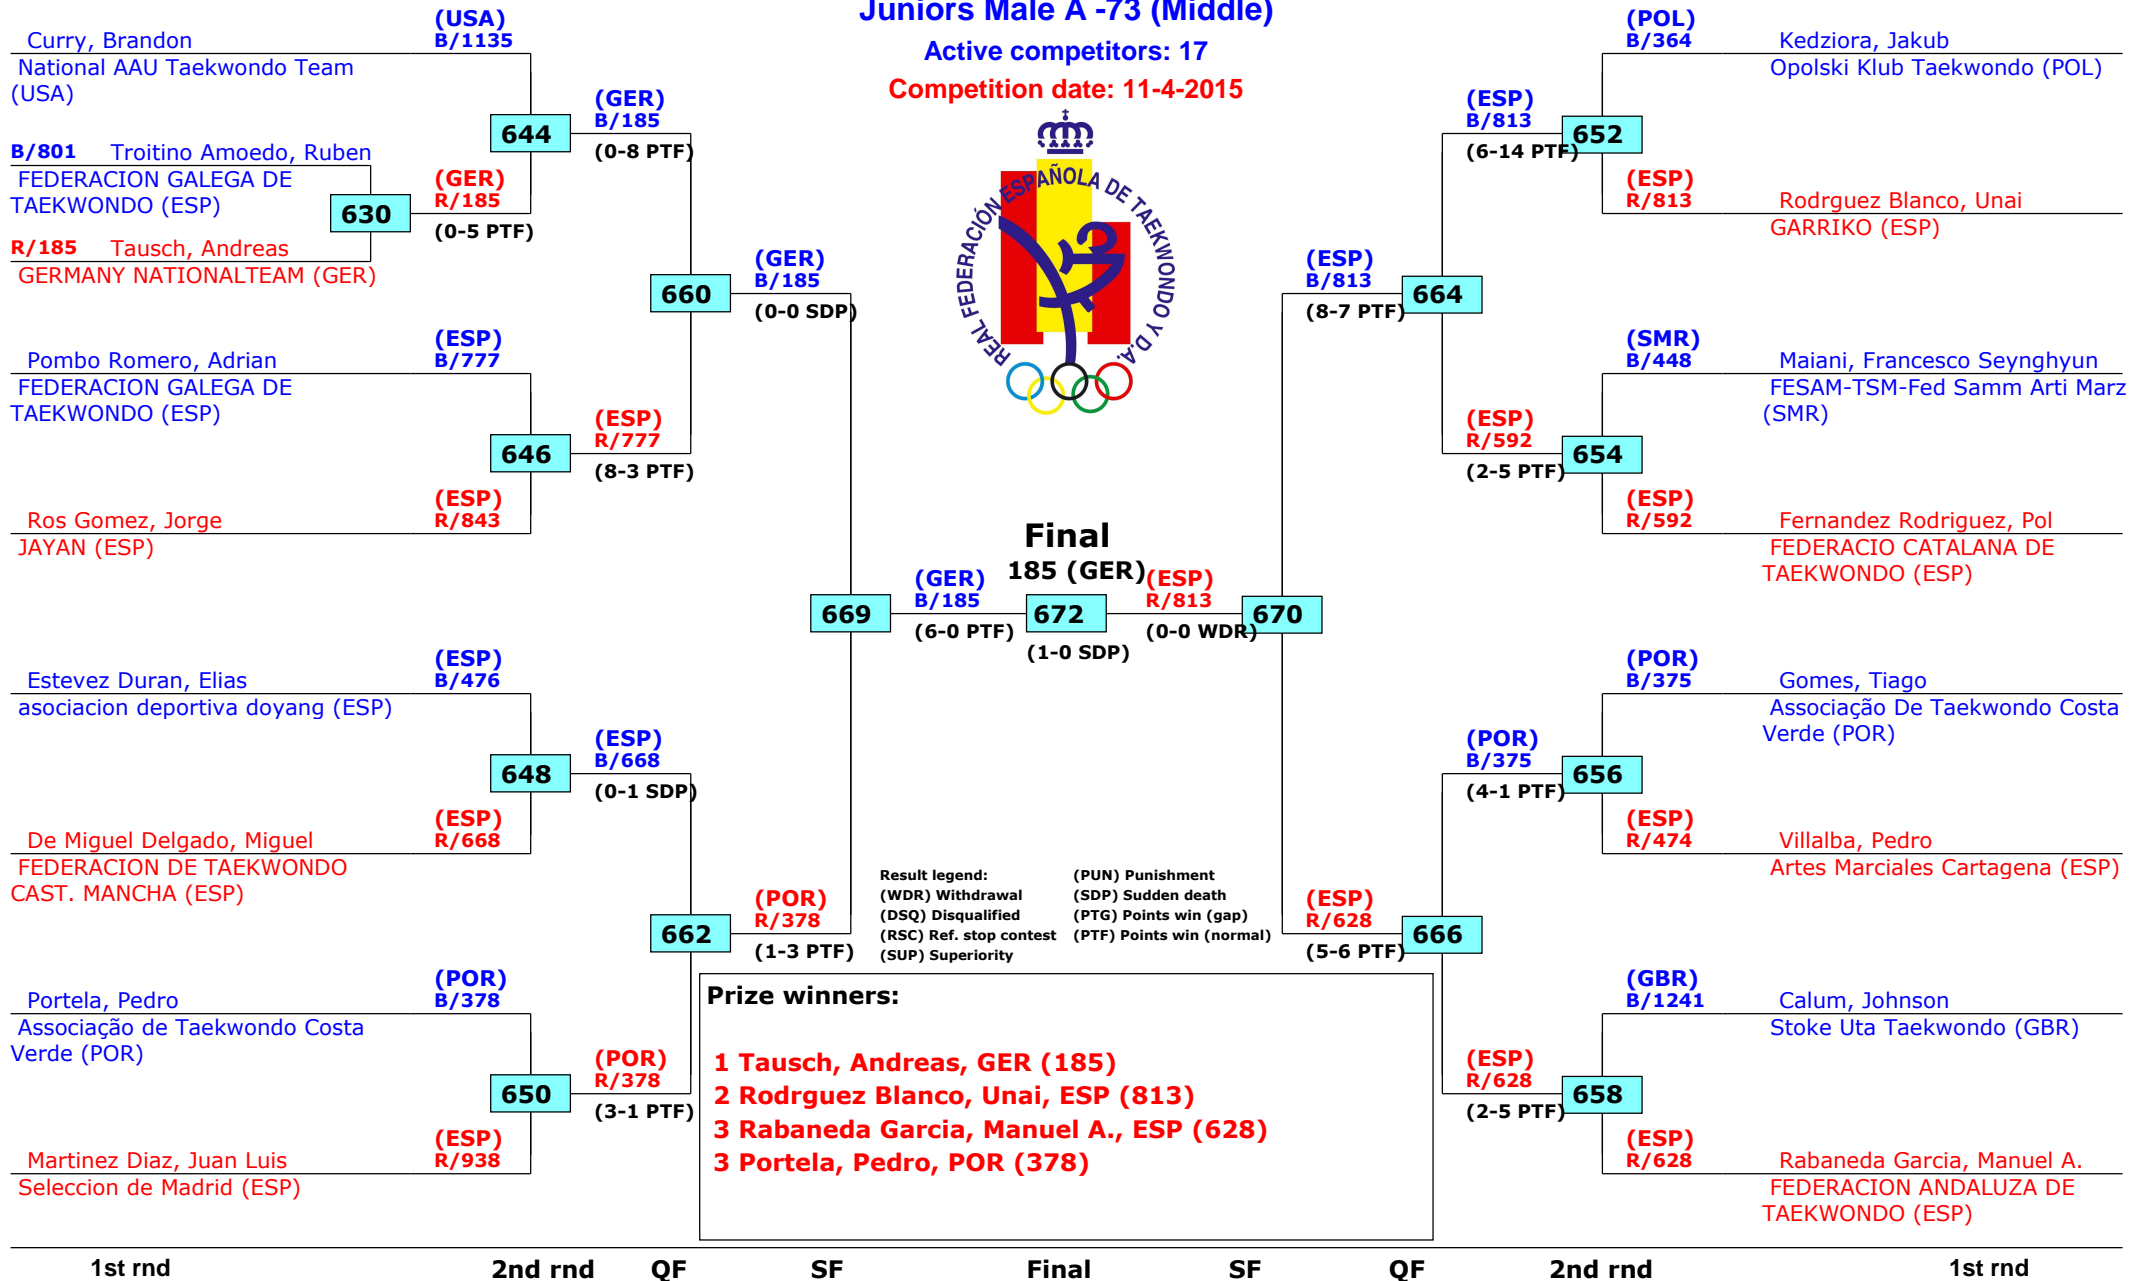 Juniors Male A -73 (Middle)
Active competitors: 17
Competition date: 11-4-2015
REAL FEDERACIÓN ESPAÑOLA DE TAEKWONDO Y D.A.
(USA)
Curry, Brandon B/1135
National AAU Taekwondo Team
(USA)
B/801 Troitino Amoedo, Ruben
FEDERACION GALEGA DE
TAEKWONDO (ESP)
630
R/185 Tausch, Andreas
GERMANY NATIONALTEAM (GER)
(GER)
R/185
(0-5 PTF)
644
(GER)
B/185
(0-8 PTF)
(ESP)
Pombo Romero, Adrian B/777
FEDERACION GALEGA DE
TAEKWONDO (ESP)
646
(ESP)
R/777
(8-3 PTF)
(ESP)
Ros Gomez, Jorge R/843
JAYAN (ESP)
660
(GER)
B/185
(0-0 SDP)
(ESP)
Estevez Duran, Elias B/476
asociacion deportiva doyang (ESP)
648
(ESP)
B/668
(0-1 SDP)
(ESP)
De Miguel Delgado, Miguel R/668
FEDERACION DE TAEKWONDO
CAST. MANCHA (ESP)
662
(POR)
R/378
(1-3 PTF)
(POR)
Portela, Pedro B/378
Associação de Taekwondo Costa
Verde (POR)
650
(POR)
R/378
(3-1 PTF)
(ESP)
Martinez Diaz, Juan Luis R/938
Seleccion de Madrid (ESP)
669
(GER)
B/185
(6-0 PTF)
Final
185 (GER)
672
(1-0 SDP)
(ESP)
R/813
(0-0 WDR)
670
(POL)
B/364 Kedziora, Jakub
Opolski Klub Taekwondo (POL)
(ESP)
B/813
(6-14 PTF)
652
(ESP)
R/813 Rodrguez Blanco, Unai
GARRIKO (ESP)
(ESP)
B/813
(8-7 PTF)
664
(SMR)
B/448 Maiani, Francesco Seynghyun
FESAM-TSM-Fed Samm Arti Marz
(SMR)
(ESP)
R/592
(2-5 PTF)
654
(ESP)
R/592 Fernandez Rodriguez, Pol
FEDERACIO CATALANA DE
TAEKWONDO (ESP)
(POR)
B/375 Gomes, Tiago
Associação De Taekwondo Costa
Verde (POR)
(POR)
B/375
(4-1 PTF)
656
(ESP)
R/474 Villalba, Pedro
Artes Marciales Cartagena (ESP)
(ESP)
R/628
(5-6 PTF)
666
(GBR)
B/1241 Calum, Johnson
Stoke Uta Taekwondo (GBR)
(ESP)
R/628
(2-5 PTF)
658
(ESP)
R/628 Rabaneda Garcia, Manuel A.
FEDERACION ANDALUZA DE
TAEKWONDO (ESP)
Result legend: (PUN) Punishment
(WDR) Withdrawal (SDP) Sudden death
(DSQ) Disqualified (PTG) Points win (gap)
(RSC) Ref. stop contest (PTF) Points win (normal)
(SUP) Superiority
Prize winners:
1 Tausch, Andreas, GER (185)
2 Rodrguez Blanco, Unai, ESP (813)
3 Rabaneda Garcia, Manuel A., ESP (628)
3 Portela, Pedro, POR (378)
1st rnd 2nd rnd QF SF Final SF QF 2nd rnd 1st rnd